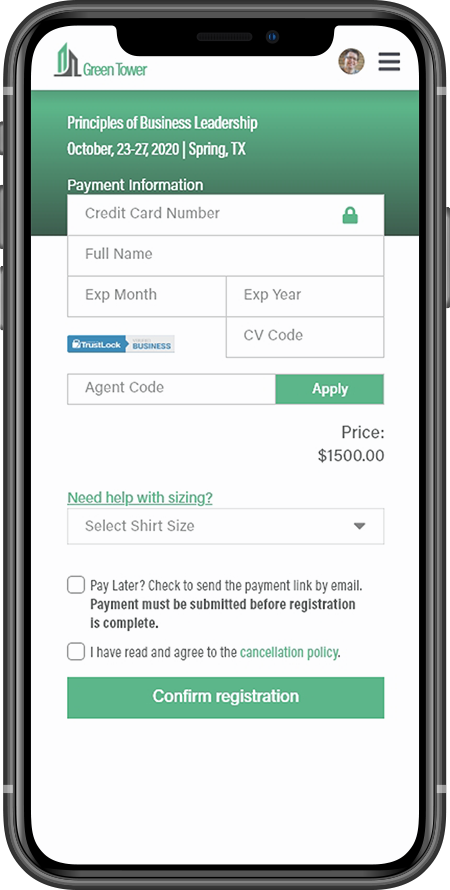 Green Tower
Principles of Business Leadership
October, 23-27, 2020 | Spring, TX
Payment Information
Credit Card Number
Full Name
Exp Month
Exp Year
CV Code
TrustLock
BUSINESS
Agent Code
Apply
Price:
$1500.00
Need help with sizing?
Select Shirt Size
Pay Later? Check to send the payment link by email.
Payment must be submitted before registration
is complete.
I have read and agree to the cancellation policy.
Confirm registration